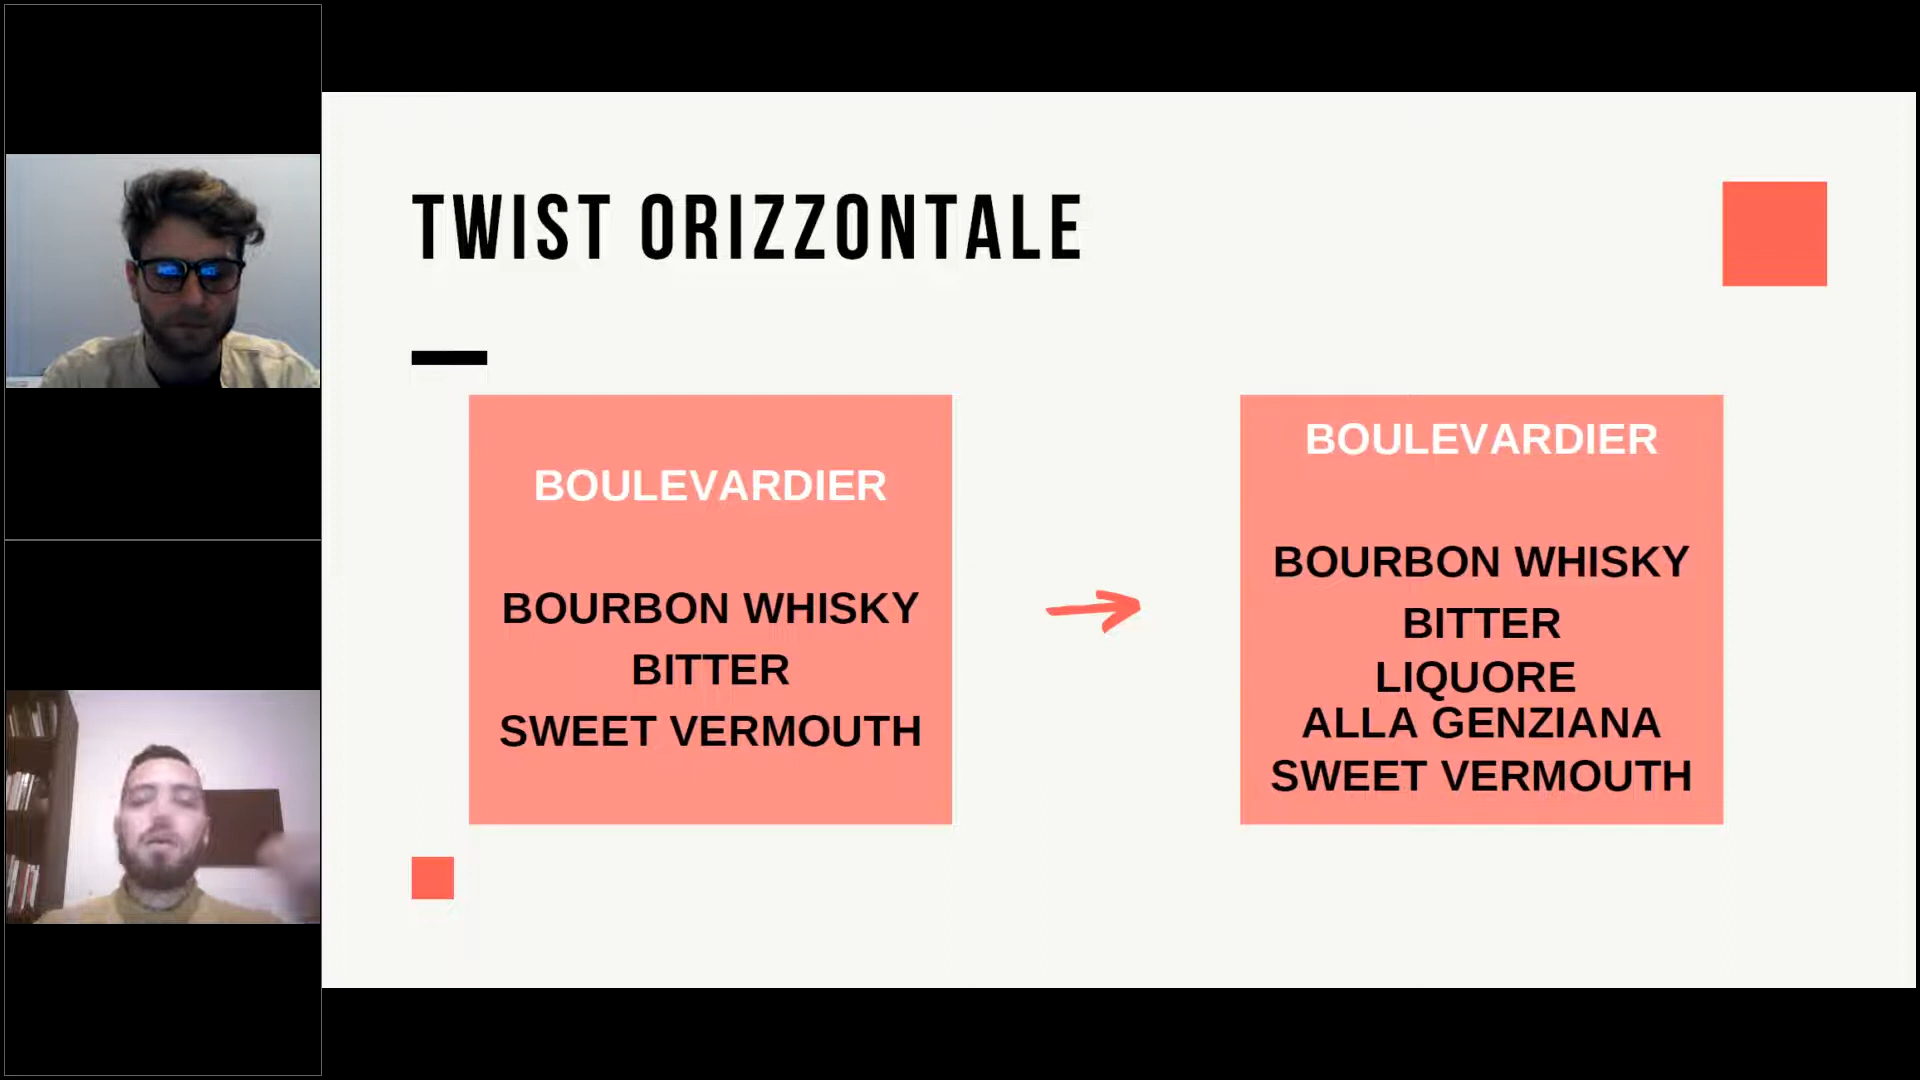 TWIST ORIZZONTALE
BOULEVARDIER
BOURBON WHISKY
BITTER
SWEET VERMOUTH
BOULEVARDIER
BOURBON WHISKY
BITTER
LIQUORE
ALLA GENZIANA
SWEET VERMOUTH